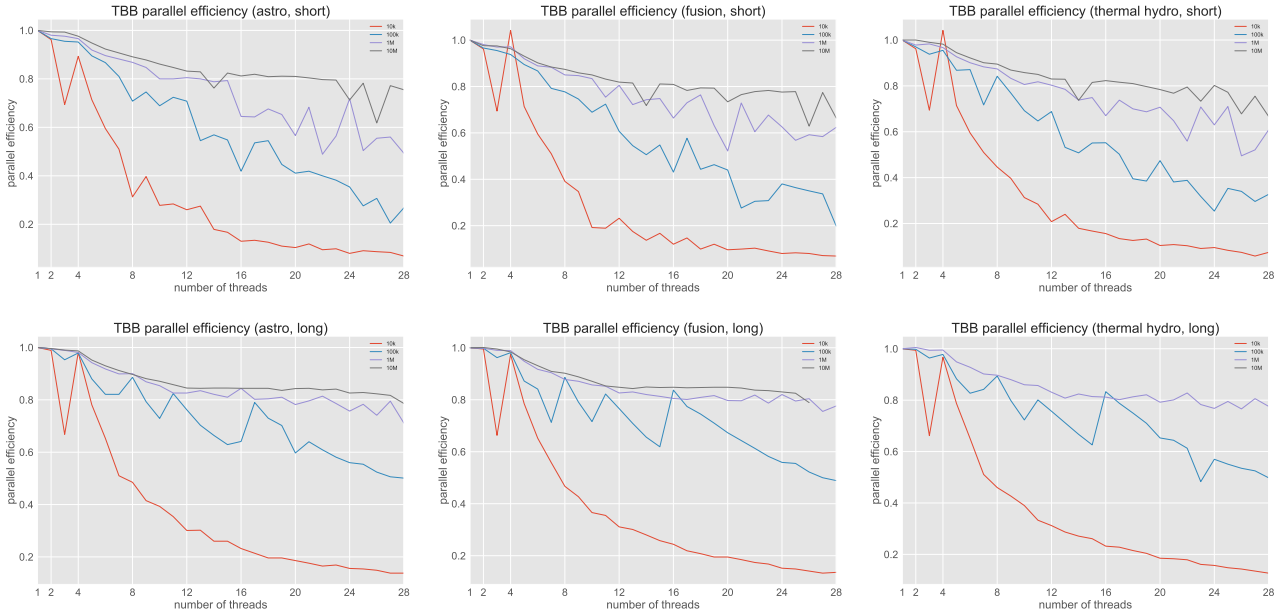 TBB parallel efficiency (astro, short)
1.0
0.8
0.6
0.4
0.2
parallel efficiency
10k
100k
1M
10M
1 2 4 8 12 16 20 24 28
number of threads
TBB parallel efficiency (fusion, short)
1.0
0.8
0.6
0.4
0.2
parallel efficiency
10k
100k
1M
10M
1 2 4 8 12 16 20 24 28
number of threads
TBB parallel efficiency (thermal hydro, short)
1.0
0.8
0.6
0.4
0.2
parallel efficiency
10k
100k
1M
10M
1 2 4 8 12 16 20 24 28
number of threads
TBB parallel efficiency (astro, long)
1.0
0.8
0.6
0.4
0.2
parallel efficiency
10k
100k
1M
10M
1 2 4 8 12 16 20 24 28
number of threads
TBB parallel efficiency (fusion, long)
1.0
0.8
0.6
0.4
0.2
parallel efficiency
10k
100k
1M
10M
1 2 4 8 12 16 20 24 28
number of threads
TBB parallel efficiency (thermal hydro, long)
1.0
0.8
0.6
0.4
0.2
parallel efficiency
10k
100k
1M
10M
1 2 4 8 12 16 20 24 28
number of threads